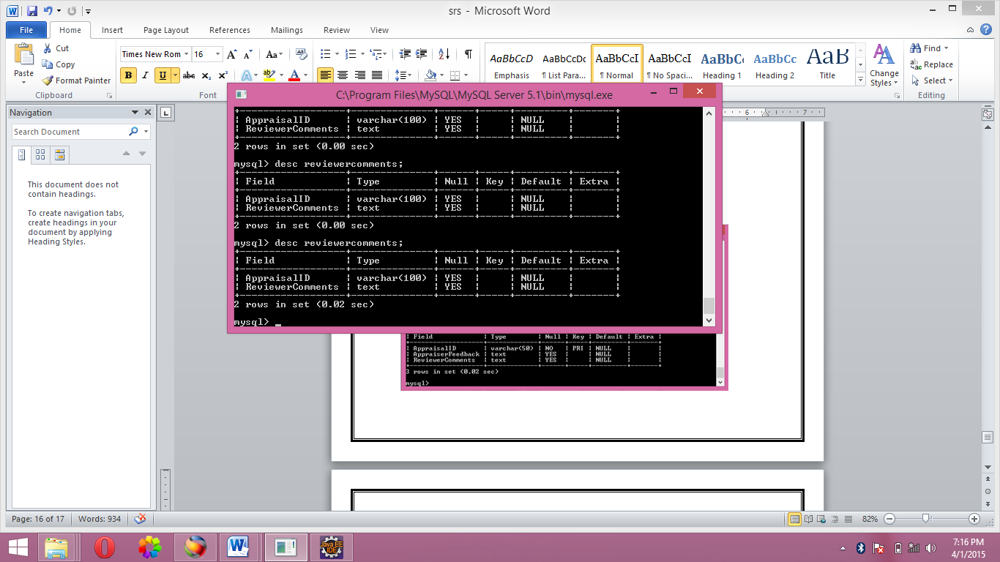 srs - Microsoft Word
File Home Insert Page Layout References Mailings Review View
Paste
Cut
Copy
Format Painter
Clipboard
Times New Rom 16
B I U abc x₂ x²
Font
AaBbCcD AaBbCcDc AaBbCcI AaBbCcI AaBbCc AaBbCc AaB
Emphasis ¶ List Para... ¶ Normal ¶ No Spaci... Heading 1 Heading 2 Title
Change Styles
Find
Replace
Select
Editing
Navigation
Search Document
This document does not
contain headings.
To create navigation tabs,
create headings in your
document by applying
Heading Styles.
6 7
C:\Program Files\MySQL\MySQL Server 5.1\bin\mysql.exe
+-------------------+--------------+------+-----+---------+-------+
| AppraisalID | varchar(100) | YES | | NULL | |
| ReviewerComments | text | YES | | NULL | |
+-------------------+--------------+------+-----+---------+-------+
2 rows in set (0.00 sec)
mysql> desc reviewercomments;
+-------------------+--------------+------+-----+---------+-------+
| Field | Type | Null | Key | Default | Extra |
+-------------------+--------------+------+-----+---------+-------+
| AppraisalID | varchar(100) | YES | | NULL | |
| ReviewerComments | text | YES | | NULL | |
+-------------------+--------------+------+-----+---------+-------+
2 rows in set (0.00 sec)
mysql> desc reviewercomments;
+-------------------+--------------+------+-----+---------+-------+
| Field | Type | Null | Key | Default | Extra |
+-------------------+--------------+------+-----+---------+-------+
| AppraisalID | varchar(100) | YES | | NULL | |
| ReviewerComments | text | YES | | NULL | |
+-------------------+--------------+------+-----+---------+-------+
2 rows in set (0.02 sec)
mysql> _
| Field | Type | Null | Key | Default | Extra |
| AppraisalID | varchar(50) | NO | PRI | NULL | |
| AppraiserFeedback | text | YES | | NULL | |
| ReviewerComments | text | YES | | NULL | |
3 rows in set (0.02 sec)
mysql>
Page: 16 of 17 Words: 934 82%
Java EE
IDE
7:16 PM
4/1/2015